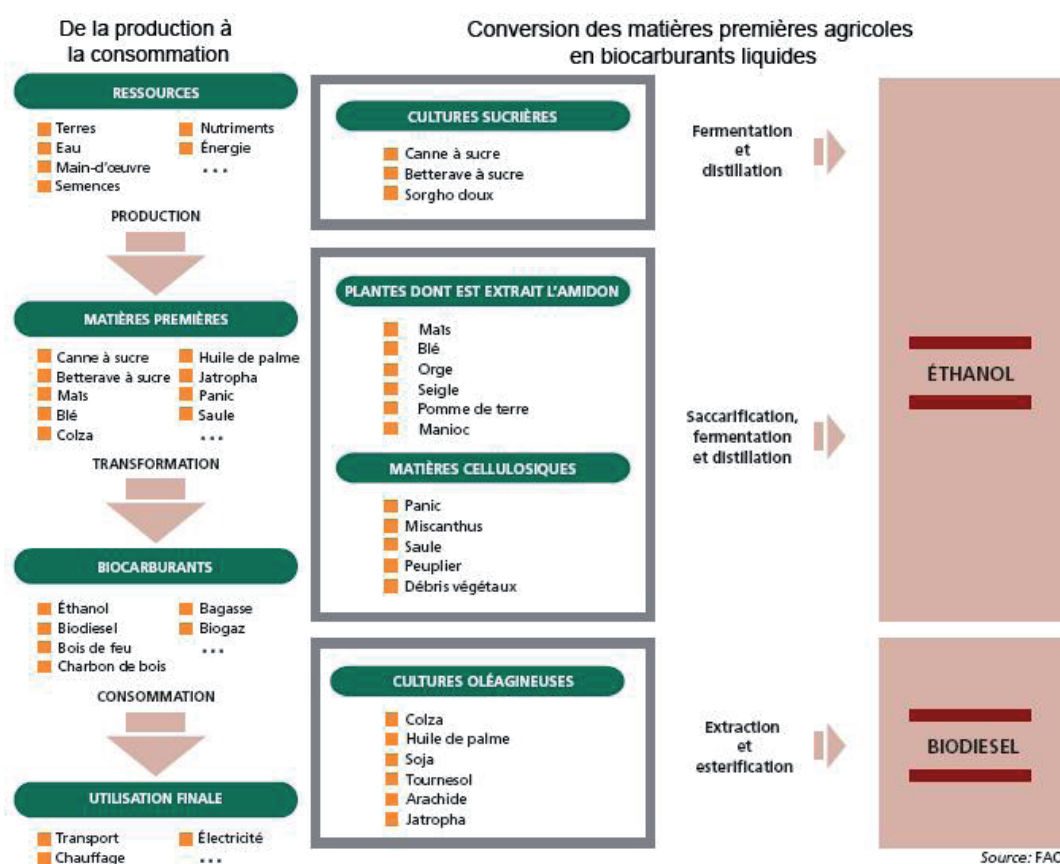 De la production à
la consommation
RESSOURCES
Terres
Eau
Main-d'œuvre
Semences
Nutriments
Énergie
...
PRODUCTION
MATIÈRES PREMIÈRES
Canne à sucre
Betterave à sucre
Maïs
Blé
Colza
Huile de palme
Jatropha
Panic
Saule
...
TRANSFORMATION
BIOCARBURANTS
Éthanol
Biodiesel
Bois de feu
Charbon de bois
Bagasse
Biogaz
...
CONSOMMATION
UTILISATION FINALE
Transport
Chauffage
Électricité
...
Conversion des matières premières agricoles
en biocarburants liquides
CULTURES SUCRIÈRES
Canne à sucre
Betterave à sucre
Sorgho doux
Fermentation
et
distillation
PLANTES DONT EST EXTRAIT L'AMIDON
Maïs
Blé
Orge
Seigle
Pomme de terre
Manioc
MATIÈRES CELLULOSIQUES
Panic
Miscanthus
Saule
Peuplier
Débris végétaux
Saccarification,
fermentation
et distillation
ÉTHANOL
CULTURES OLÉAGINEUSES
Colza
Huile de palme
Soja
Tournesol
Arachide
Jatropha
Extraction
et
esterification
BIODIESEL
Source: FAO